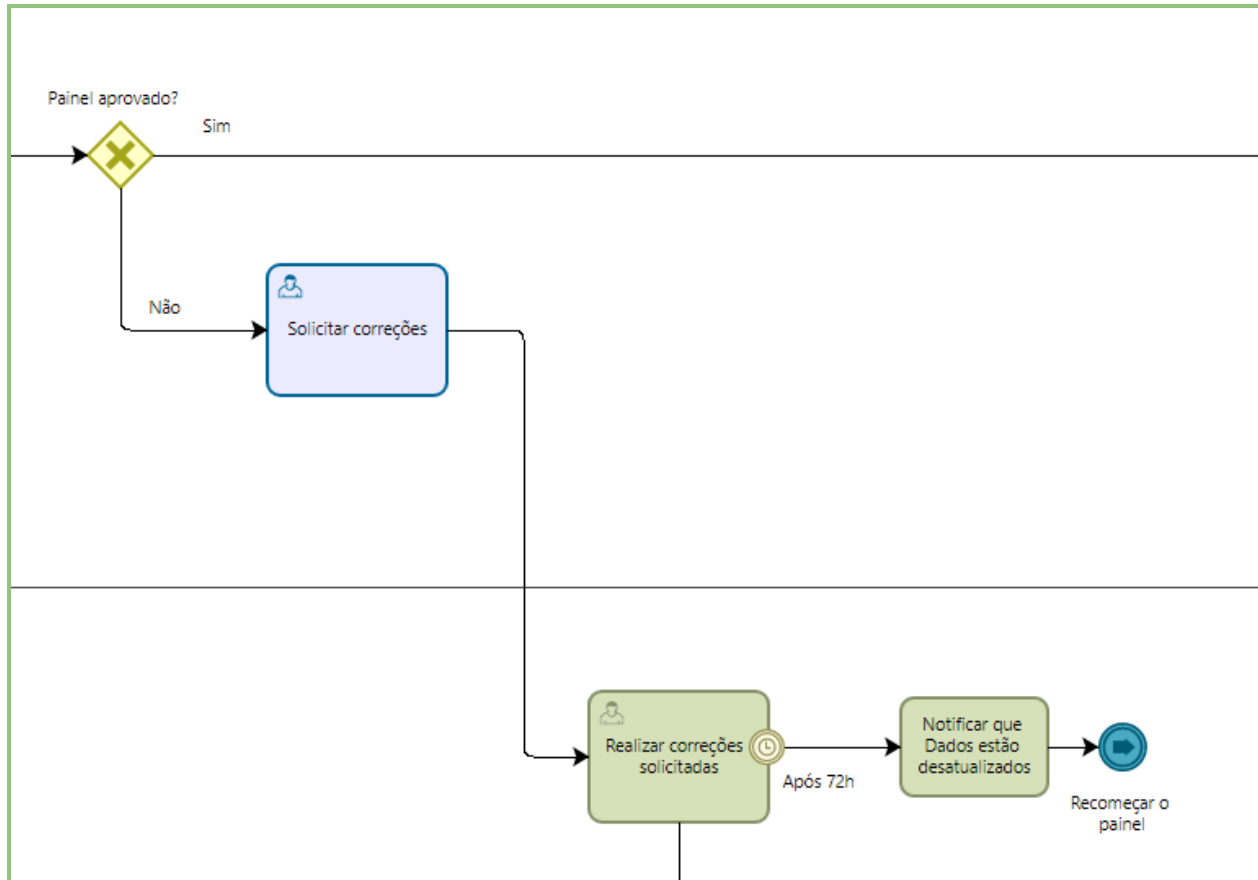 Painel aprovado?
Sim
Não
Solicitar correções
Realizar correções
solicitadas
Após 72h
Notificar que
Dados estão
desatualizados
Recomeçar o
painel